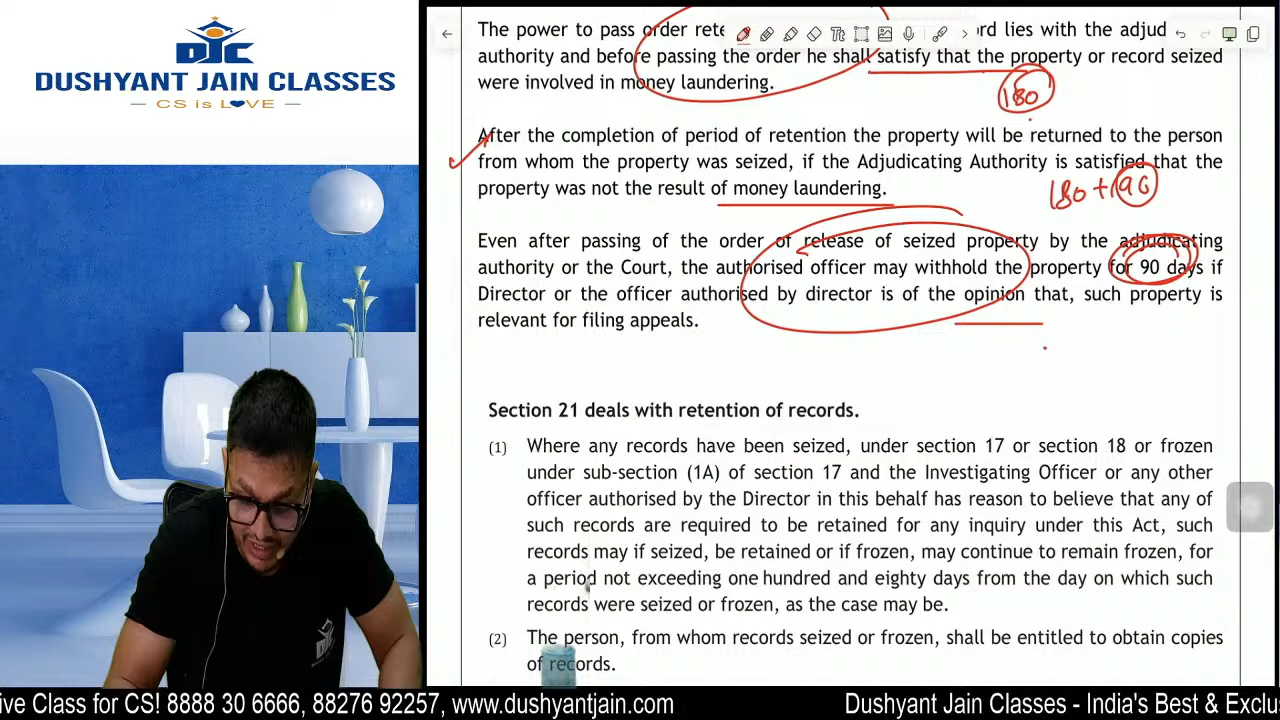 DJC
DUSHYANT JAIN CLASSES
— CS is LOVE —
The power to pass order rete rd lies with the adjud
authority and before passing the order he shall satisfy that the property or record seized
were involved in money laundering.
180
After the completion of period of retention the property will be returned to the person
from whom the property was seized, if the Adjudicating Authority is satisfied that the
property was not the result of money laundering.
180 + 90
Even after passing of the order of release of seized property by the adjudicating
authority or the Court, the authorised officer may withhold the property for 90 days if
Director or the officer authorised by director is of the opinion that, such property is
relevant for filing appeals.
Section 21 deals with retention of records.
(1) Where any records have been seized, under section 17 or section 18 or frozen
under sub-section (1A) of section 17 and the Investigating Officer or any other
officer authorised by the Director in this behalf has reason to believe that any of
such records are required to be retained for any inquiry under this Act, such
records may if seized, be retained or if frozen, may continue to remain frozen, for
a period not exceeding one hundred and eighty days from the day on which such
records were seized or frozen, as the case may be.
(2) The person, from whom records seized or frozen, shall be entitled to obtain copies
of records.
ive Class for CS! 8888 30 6666, 88276 92257, www.dushyantjain.com Dushyant Jain Classes - India's Best & Exclu